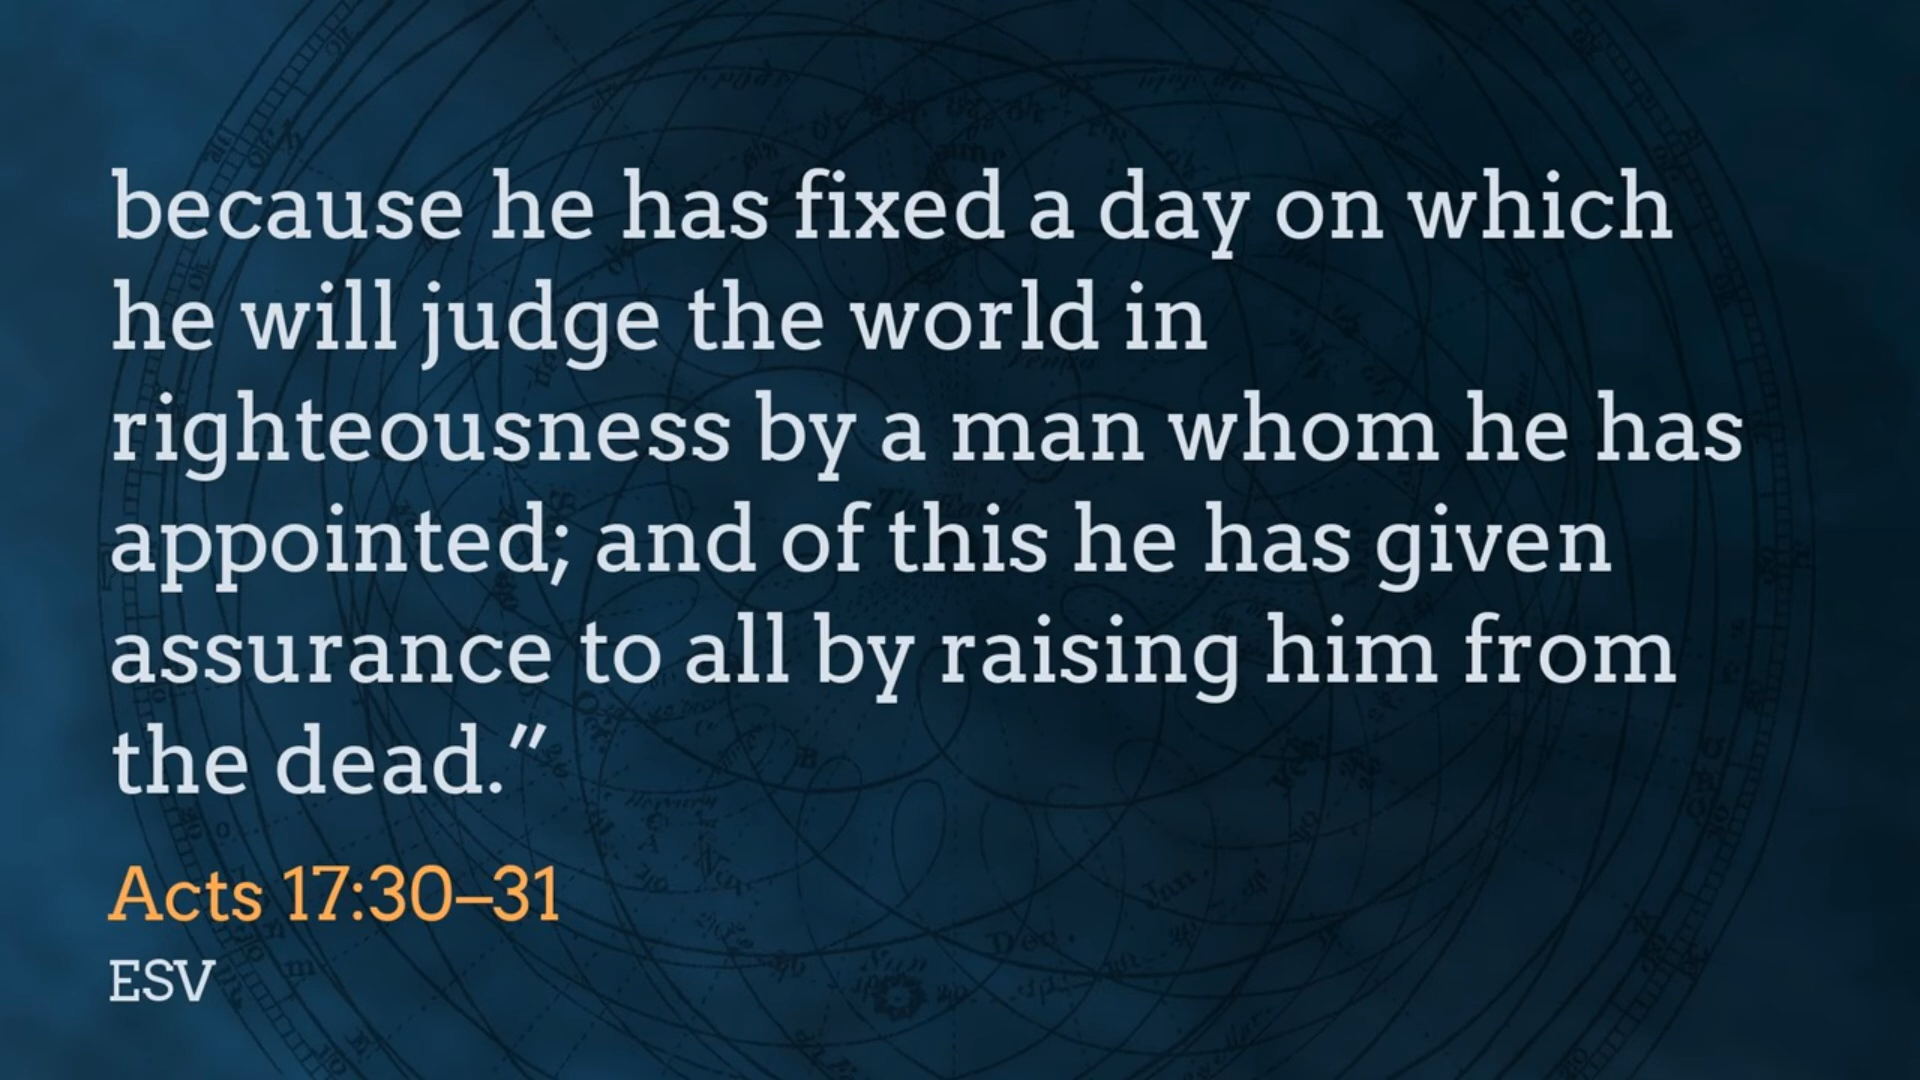 because he has fixed a day on which
he will judge the world in
righteousness by a man whom he has
appointed; and of this he has given
assurance to all by raising him from
the dead.”
Acts 17:30–31
ESV